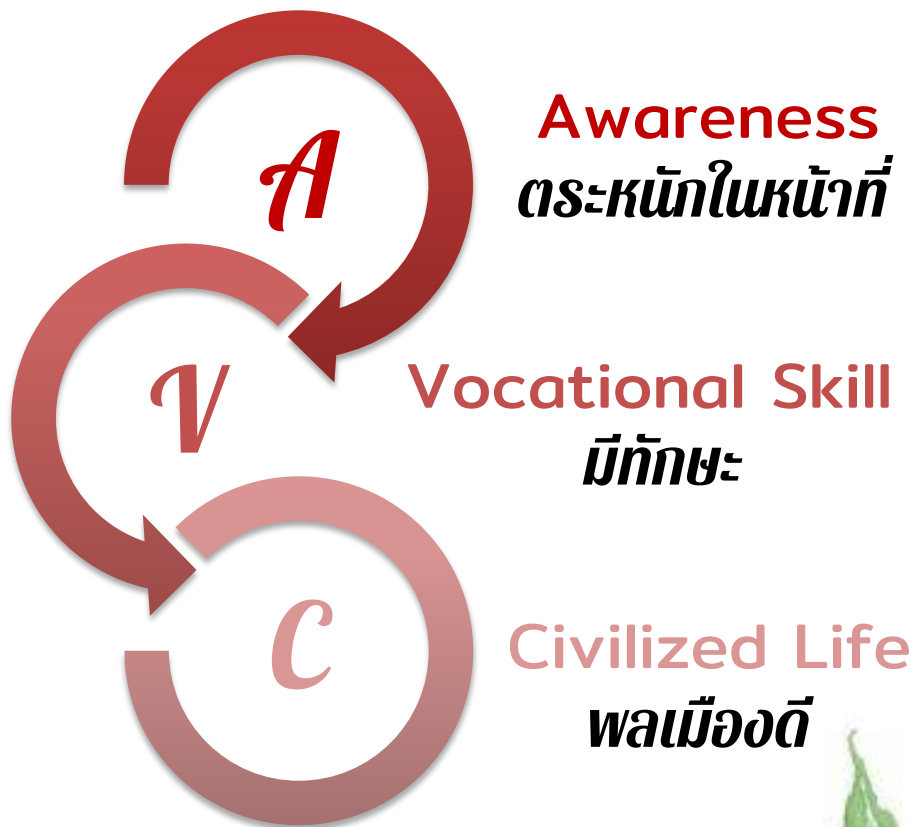 A
Awareness
ตระหนักในหน้าที่
V
Vocational Skill
มีทักษะ
C
Civilized Life
พลเมืองดี